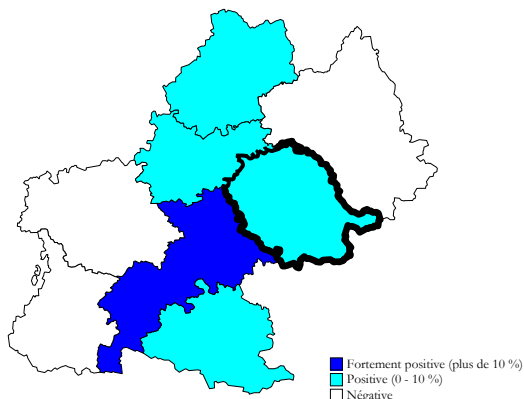 Fortement positive (plus de 10 %)
Positive (0 - 10 %)
Négative